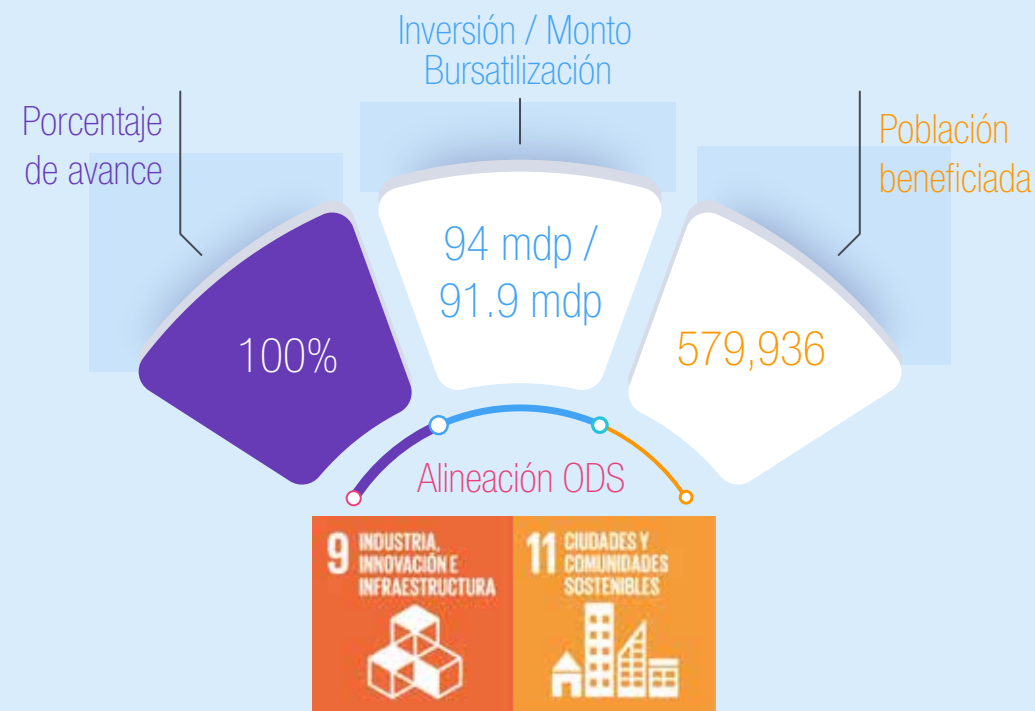 Inversión / Monto
Bursatilización
Porcentaje
de avance
Población
beneficiada
94 mdp /
91.9 mdp
100%
579,936
Alineación ODS
9 INDUSTRIA,
INNOVACIÓN E
INFRAESTRUCTURA
11 CIUDADES Y
COMUNIDADES
SOSTENIBLES